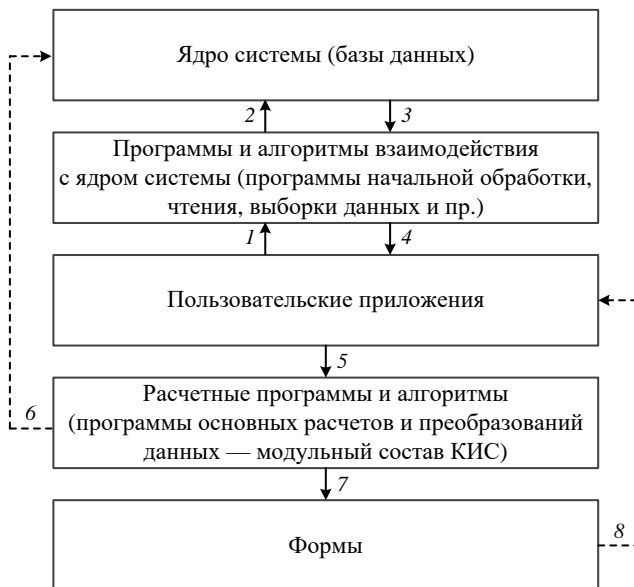 Ядро системы (базы данных)
2 3
Программы и алгоритмы взаимодействия
с ядром системы (программы начальной обработки,
чтения, выборки данных и пр.)
1 4
Пользовательские приложения
5
6
Расчетные программы и алгоритмы
(программы основных расчетов и преобразований
данных — модульный состав КИС)
7
Формы
8